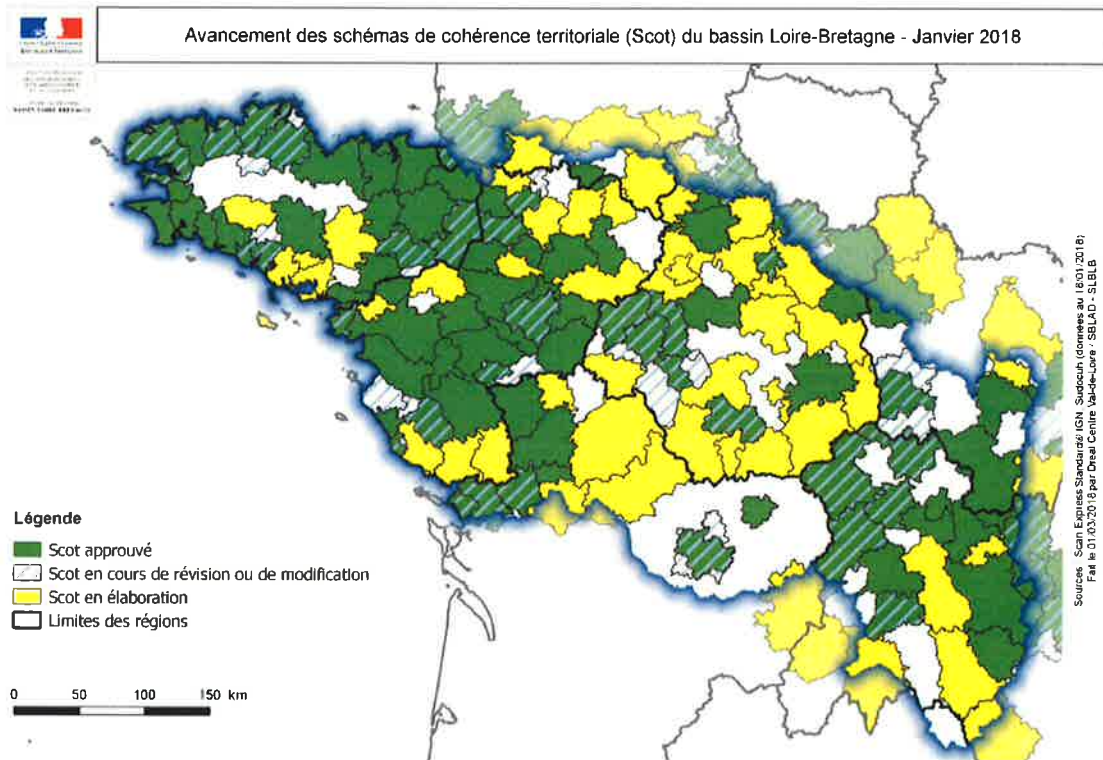 Avancement des schémas de cohérence territoriale (Scot) du bassin Loire-Bretagne - Janvier 2018
Légende
Scot approuvé
Scot en cours de révision ou de modification
Scot en élaboration
Limites des régions
0 50 100 150 km
Sources : Scan Express Standard© IGN, Sudocuh (données au 18/01/2018)
Fait le 01/03/2018 par Dreal Centre Val-de-Loire / SBLAD - SLBLB